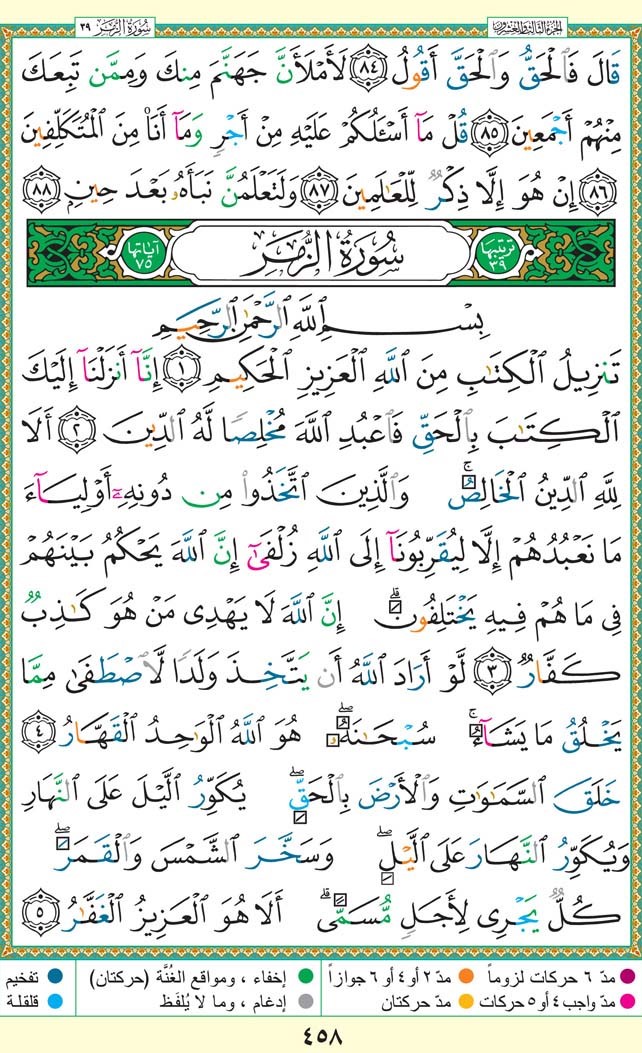 سُورَةُ الزُّمَر ٣٩
الجزء الثالث والعشرون
قَالَ فَٱلْحَقُّ وَٱلْحَقَّ أَقُولُ ٨٤ لَأَمْلَأَنَّ جَهَنَّمَ مِنكَ وَمِمَّن تَبِعَكَ
مِنْهُمْ أَجْمَعِينَ ٨٥ قُلْ مَآ أَسْـَٔلُكُمْ عَلَيْهِ مِنْ أَجْرٍ وَمَآ أَنَا۠ مِنَ ٱلْمُتَكَلِّفِينَ
٨٦ إِنْ هُوَ إِلَّا ذِكْرٌ لِّلْعَٰلَمِينَ ٨٧ وَلَتَعْلَمُنَّ نَبَأَهُۥ بَعْدَ حِينٍ ٨٨
ترتيبها ٣٩
سُورَةُ الزُّمَر
آياتها ٧٥
بِسْمِ ٱللَّهِ ٱلرَّحْمَٰنِ ٱلرَّحِيمِ
تَنزِيلُ ٱلْكِتَٰبِ مِنَ ٱللَّهِ ٱلْعَزِيزِ ٱلْحَكِيمِ ١ إِنَّآ أَنزَلْنَآ إِلَيْكَ
ٱلْكِتَٰبَ بِٱلْحَقِّ فَٱعْبُدِ ٱللَّهَ مُخْلِصًا لَّهُ ٱلدِّينَ ٢ أَلَا
لِلَّهِ ٱلدِّينُ ٱلْخَالِصُ ۚ وَٱلَّذِينَ ٱتَّخَذُوا۟ مِن دُونِهِۦٓ أَوْلِيَآءَ
مَا نَعْبُدُهُمْ إِلَّا لِيُقَرِّبُونَآ إِلَى ٱللَّهِ زُلْفَىٰٓ إِنَّ ٱللَّهَ يَحْكُمُ بَيْنَهُمْ
فِى مَا هُمْ فِيهِ يَخْتَلِفُونَ ۗ إِنَّ ٱللَّهَ لَا يَهْدِى مَنْ هُوَ كَٰذِبٌ
كَفَّارٌ ٣ لَّوْ أَرَادَ ٱللَّهُ أَن يَتَّخِذَ وَلَدًا لَّٱصْطَفَىٰ مِمَّا
يَخْلُقُ مَا يَشَآءُ ۚ سُبْحَٰنَهُۥ ۖ هُوَ ٱللَّهُ ٱلْوَٰحِدُ ٱلْقَهَّارُ ٤
خَلَقَ ٱلسَّمَٰوَٰتِ وَٱلْأَرْضَ بِٱلْحَقِّ ۖ يُكَوِّرُ ٱلَّيْلَ عَلَى ٱلنَّهَارِ
وَيُكَوِّرُ ٱلنَّهَارَ عَلَى ٱلَّيْلِ ۖ وَسَخَّرَ ٱلشَّمْسَ وَٱلْقَمَرَ ۖ
كُلٌّ يَجْرِى لِأَجَلٍ مُّسَمًّى ۗ أَلَا هُوَ ٱلْعَزِيزُ ٱلْغَفَّٰرُ ٥
مدّ ٦ حركات لزوماً مدّ ٢ أو ٤ أو ٦ جوازاً إخفاء ، ومواقع الغُنَّة (حركتان) تفخيم
مدّ واجب ٤ أو ٥ حركات مدّ حركتان إدغام ، وما لا يُلفَظ قلقلة
٤٥٨